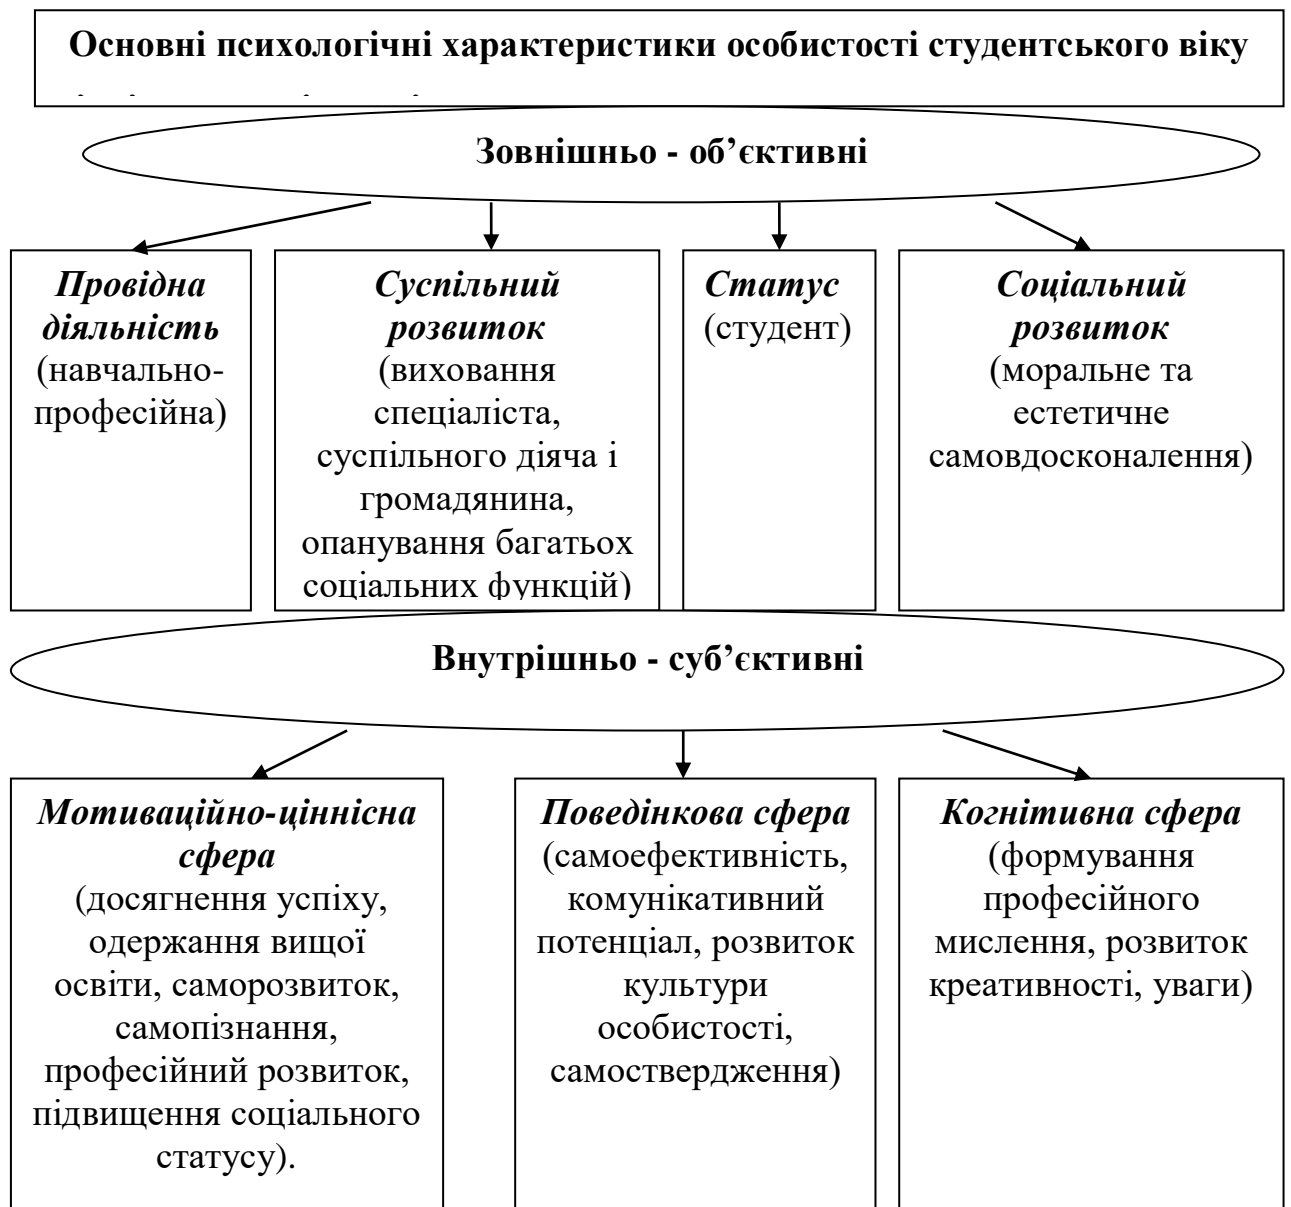 Основні психологічні характеристики особистості студентського віку
Зовнішньо - об’єктивні
Провідна
діяльність
(навчально-
професійна)
Суспільний
розвиток
(виховання
спеціаліста,
суспільного діяча і
громадянина,
опанування багатьох
соціальних функцій)
Статус
(студент)
Соціальний
розвиток
(моральне та
естетичне
самовдосконалення)
Внутрішньо - суб’єктивні
Мотиваційно-ціннісна
сфера
(досягнення успіху,
одержання вищої
освіти, саморозвиток,
самопізнання,
професійний розвиток,
підвищення соціального
статусу).
Поведінкова сфера
(самоефективність,
комунікативний
потенціал, розвиток
культури
особистості,
самоствердження)
Когнітивна сфера
(формування
професійного
мислення, розвиток
креативності, уваги)